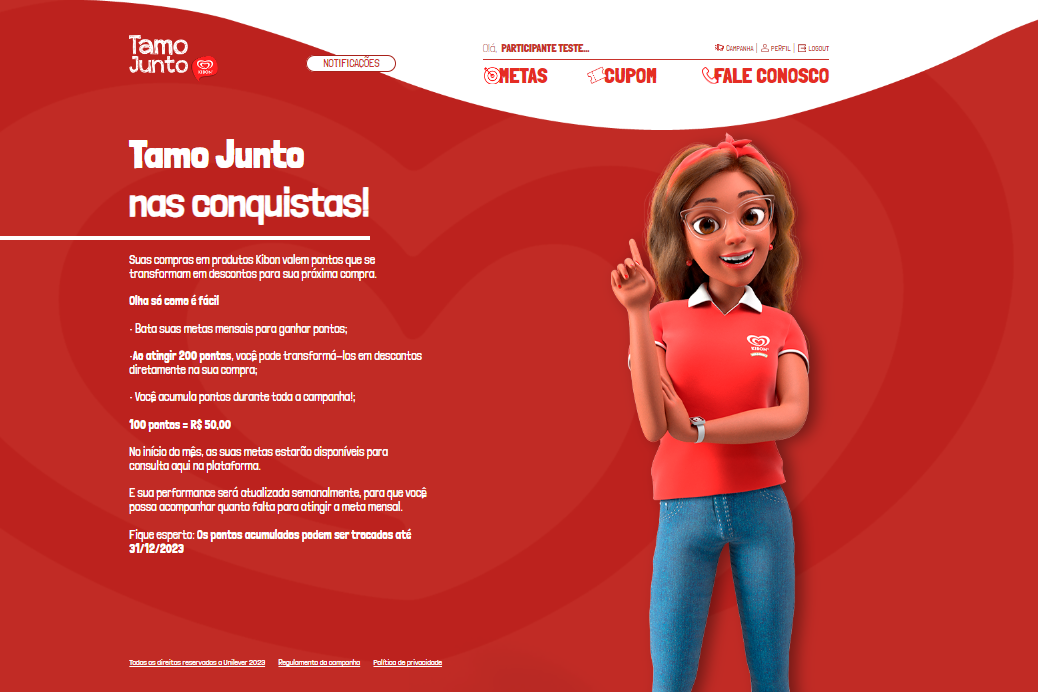 Tamo
Junto
KIBON
NOTIFICAÇÕES
Olá, PARTICIPANTE TESTE...
CAMPANHA | PERFIL | LOGOUT
METAS
CUPOM
FALE CONOSCO
Tamo Junto
nas conquistas!
Suas compras em produtos Kibon valem pontos que se
transformam em descontos para sua próxima compra.
Olha só como é fácil
- Bata suas metas mensais para ganhar pontos;
-Ao atingir 200 pontos, você pode transformá-los em descontos
diretamente na sua compra;
- Você acumula pontos durante toda a campanha!;
100 pontos = R$ 50,00
No início do mês, as suas metas estarão disponíveis para
consulta aqui na plataforma.
E sua performance será atualizada semanalmente, para que você
possa acompanhar quanto falta para atingir a meta mensal.
Fique esperto: Os pontos acumulados podem ser trocados até
31/12/2023
KIBON
Todos os direitos reservados a Unilever 2023 Regulamento da campanha Política de privacidade